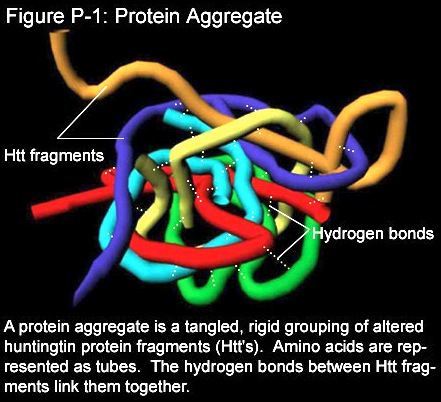 Figure P-1: Protein Aggregate
Htt fragments
Hydrogen bonds
A protein aggregate is a tangled, rigid grouping of altered
huntingtin protein fragments (Htt's).  Amino acids are rep-
resented as tubes.  The hydrogen bonds between Htt frag-
ments link them together.